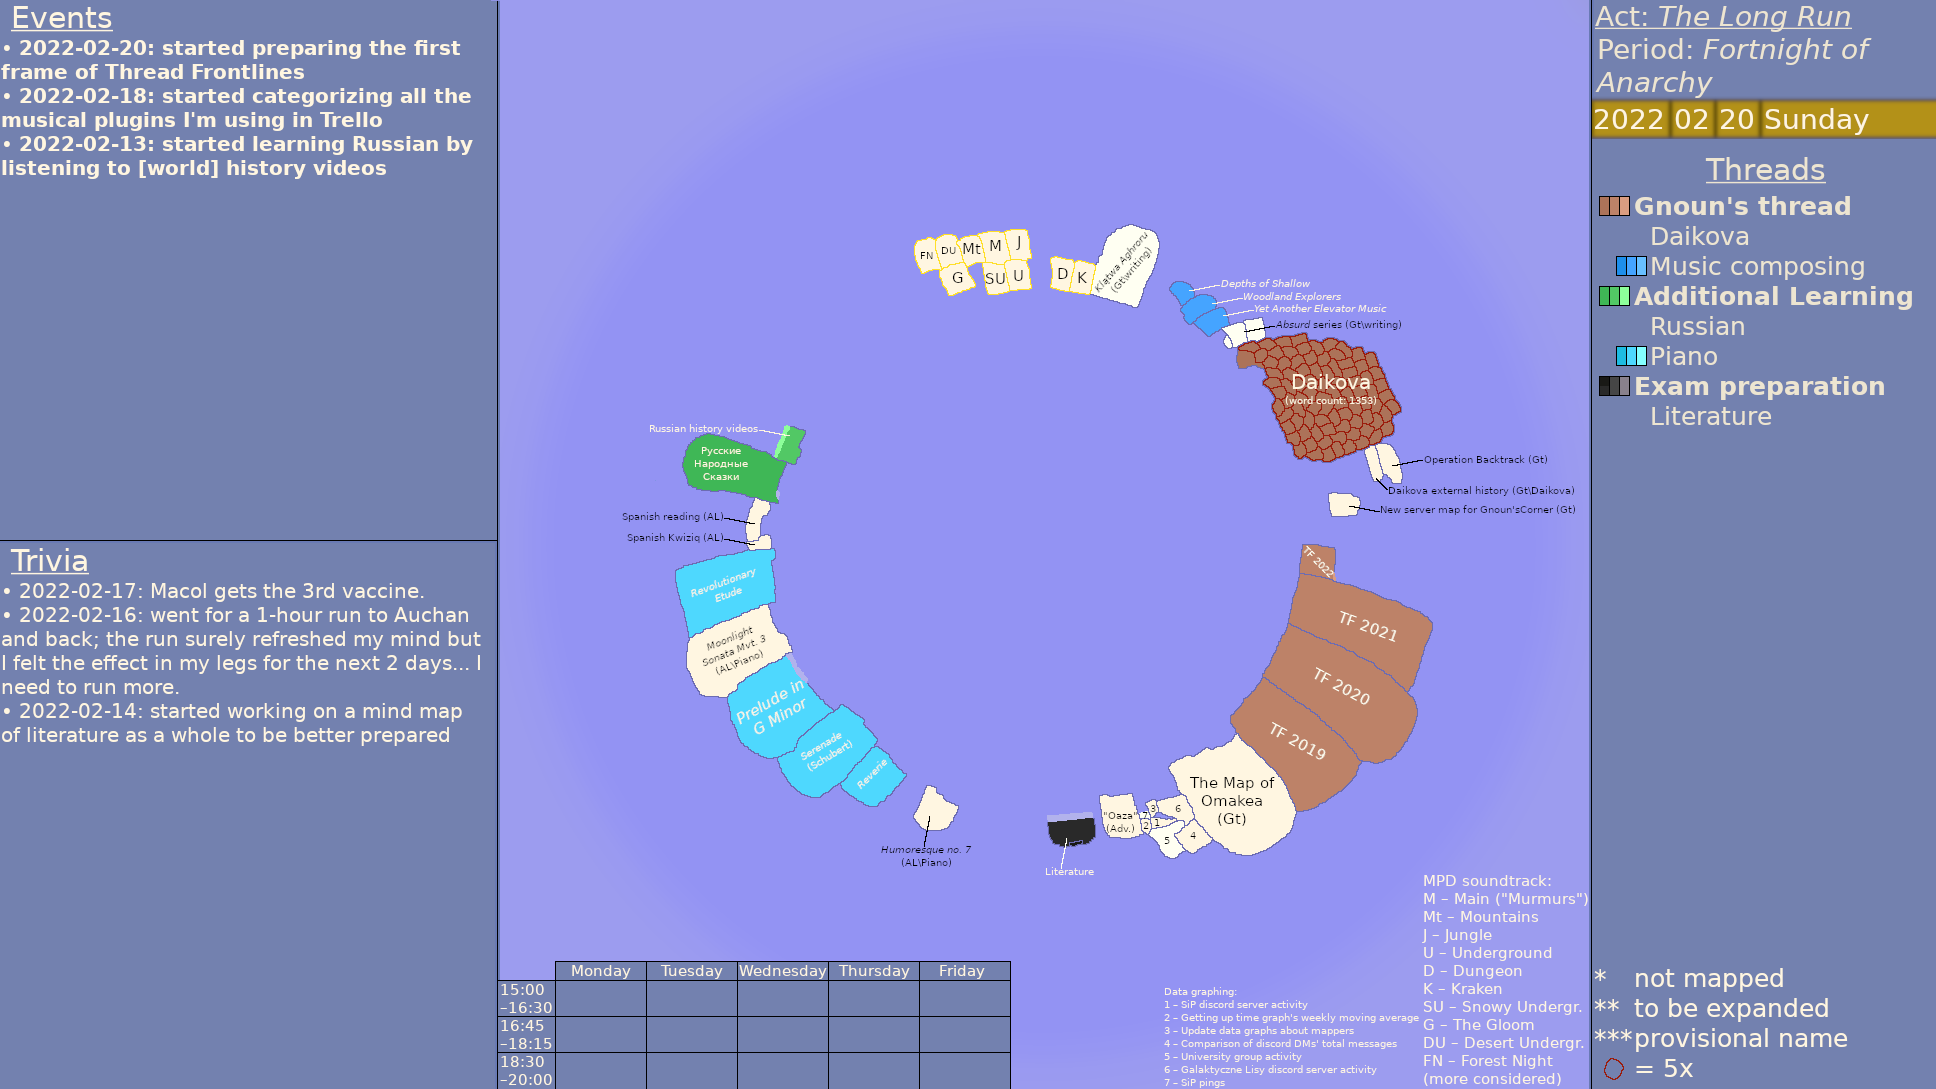 Events
• 2022-02-20: started preparing the first
frame of Thread Frontlines
• 2022-02-18: started categorizing all the
musical plugins I'm using in Trello
• 2022-02-13: started learning Russian by
listening to [world] history videos
Trivia
• 2022-02-17: Macol gets the 3rd vaccine.
• 2022-02-16: went for a 1-hour run to Auchan
and back; the run surely refreshed my mind but
I felt the effect in my legs for the next 2 days... I
need to run more.
• 2022-02-14: started working on a mind map
of literature as a whole to be better prepared
FN
DU
Mt
M
J
G
SU
U
D
K
Klątwa Aghroru
(Gt\writing)
Depths of Shallow
Woodland Explorers
Yet Another Elevator Music
Absurd series (Gt\writing)
Daikova
(word count: 1353)
Operation Backtrack (Gt)
Daikova external history (Gt\Daikova)
New server map for Gnoun'sCorner (Gt)
TF 2022
TF 2021
TF 2020
TF 2019
The Map of
Omakea
(Gt)
3
6
7
2
1
5
4
"Oaza"
(Adv.)
Literature
Humoresque no. 7
(AL\Piano)
Reverie
Serenade
(Schubert)
Prelude in
G Minor
Moonlight
Sonata Mvt. 3
(AL\Piano)
Revolutionary
Etude
Spanish Kwiziq (AL)
Spanish reading (AL)
Русские
Народные
Сказки
Russian history videos
Monday Tuesday Wednesday Thursday Friday
15:00
–16:30
16:45
–18:15
18:30
–20:00
Data graphing:
1 – SiP discord server activity
2 – Getting up time graph's weekly moving average
3 – Update data graphs about mappers
4 – Comparison of discord DMs' total messages
5 – University group activity
6 – Galaktyczne Lisy discord server activity
7 – SiP pings
MPD soundtrack:
M – Main ("Murmurs")
Mt – Mountains
J – Jungle
U – Underground
D – Dungeon
K – Kraken
SU – Snowy Undergr.
G – The Gloom
DU – Desert Undergr.
FN – Forest Night
(more considered)
Act: The Long Run
Period: Fortnight of
Anarchy
2022 02 20 Sunday
Threads
Gnoun's thread
Daikova
Music composing
Additional Learning
Russian
Piano
Exam preparation
Literature
* not mapped
** to be expanded
*** provisional name
= 5x